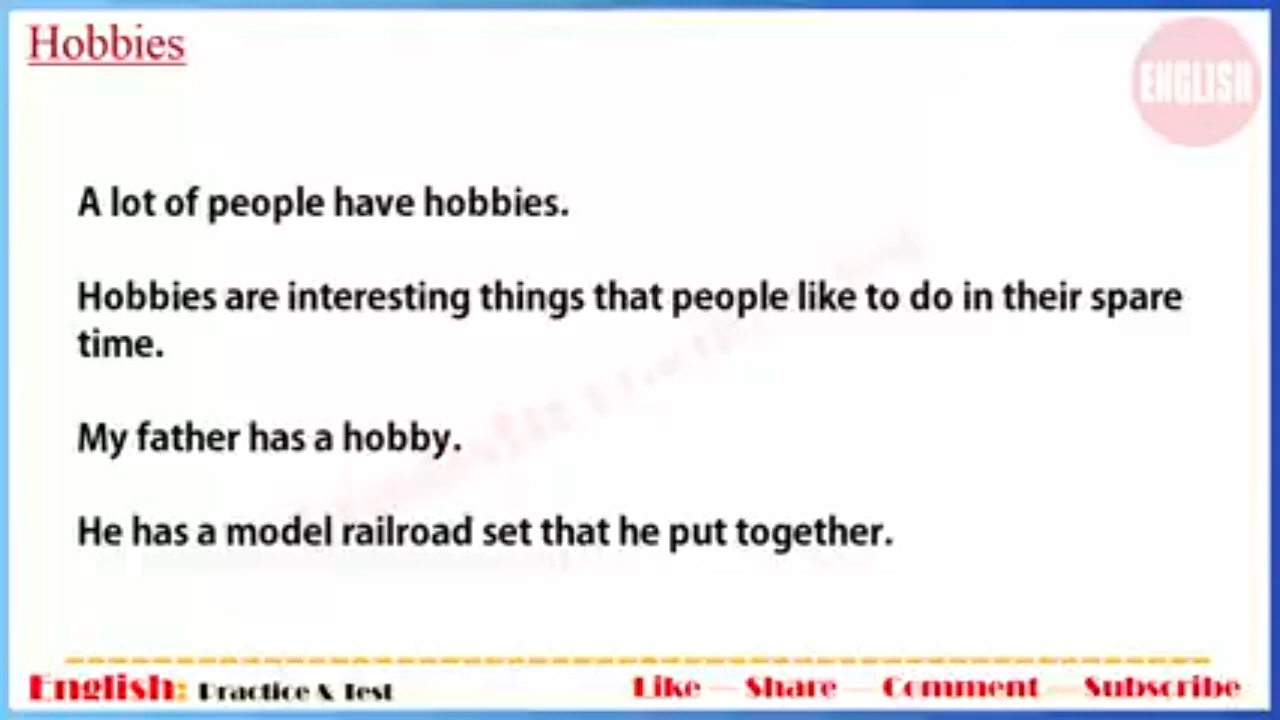 Hobbies
ENGLISH
A lot of people have hobbies.
Hobbies are interesting things that people like to do in their spare
time.
My father has a hobby.
He has a model railroad set that he put together.
English: Practice & Test
Like – Share – Comment – Subscribe